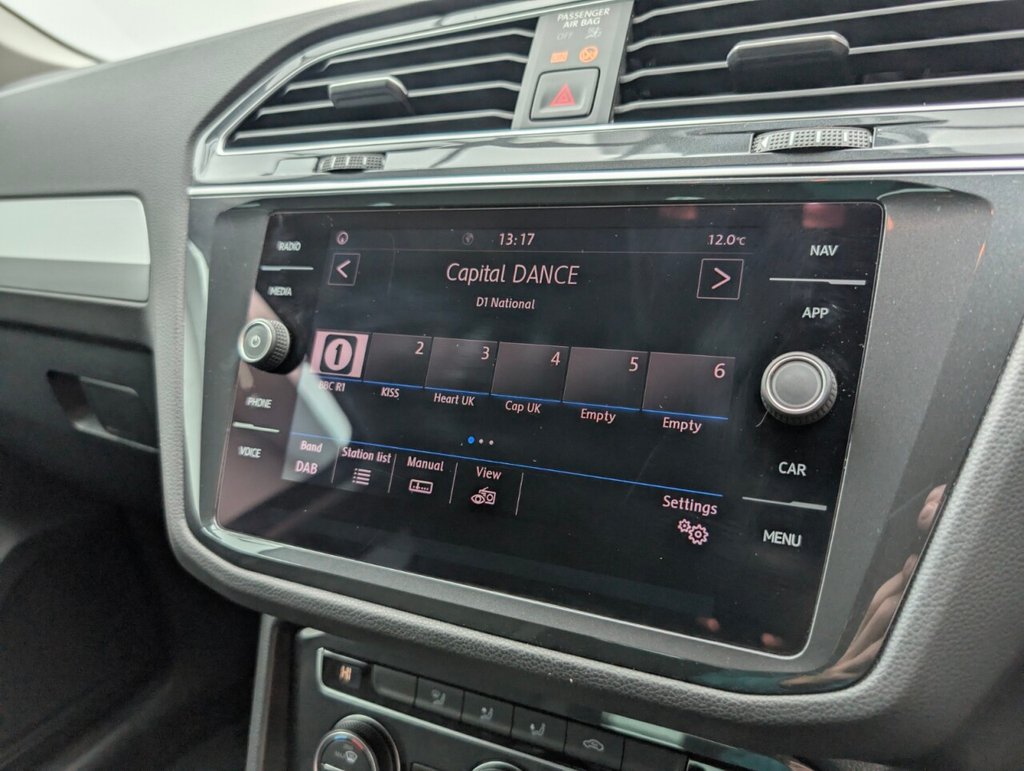 PASSENGER
AIR BAG
OFF
RADIO
13:17
12.0°C
NAV
<
Capital DANCE
>
MEDIA
D1 National
APP
1
2
3
4
5
6
BBC R1
KISS
Heart UK
Cap UK
Empty
Empty
PHONE
VOICE
Band
DAB
Station list
Manual
View
Settings
CAR
MENU
HI